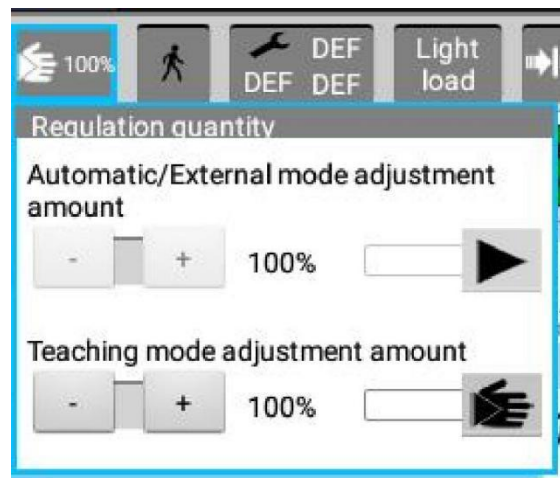 100%
DEF
DEF DEF
Light
load
Regulation quantity
Automatic/External mode adjustment
amount
- + 100%
Teaching mode adjustment amount
- + 100%